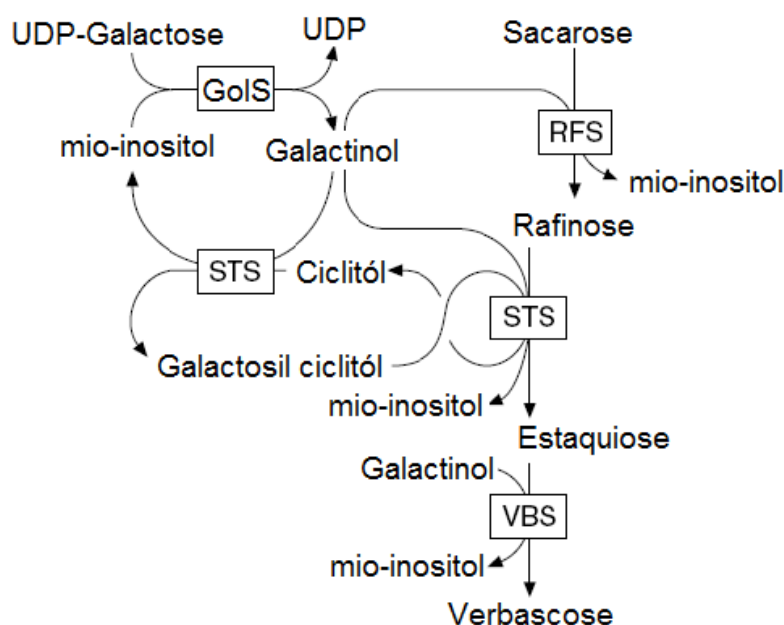 UDP-Galactose
UDP
Sacarose
GolS
RFS
mio-inositol
Galactinol
mio-inositol
Rafinose
STS
Ciclitól
STS
Galactosil ciclitól
mio-inositol
Estaquiose
Galactinol
VBS
mio-inositol
Verbascose